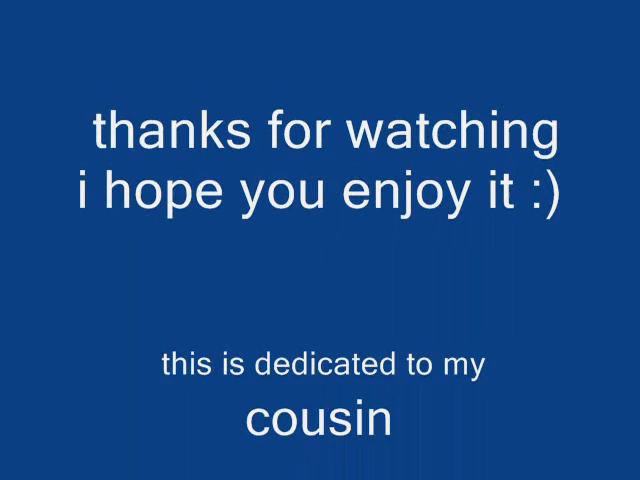 thanks for watching
i hope you enjoy it :)
this is dedicated to my
cousin